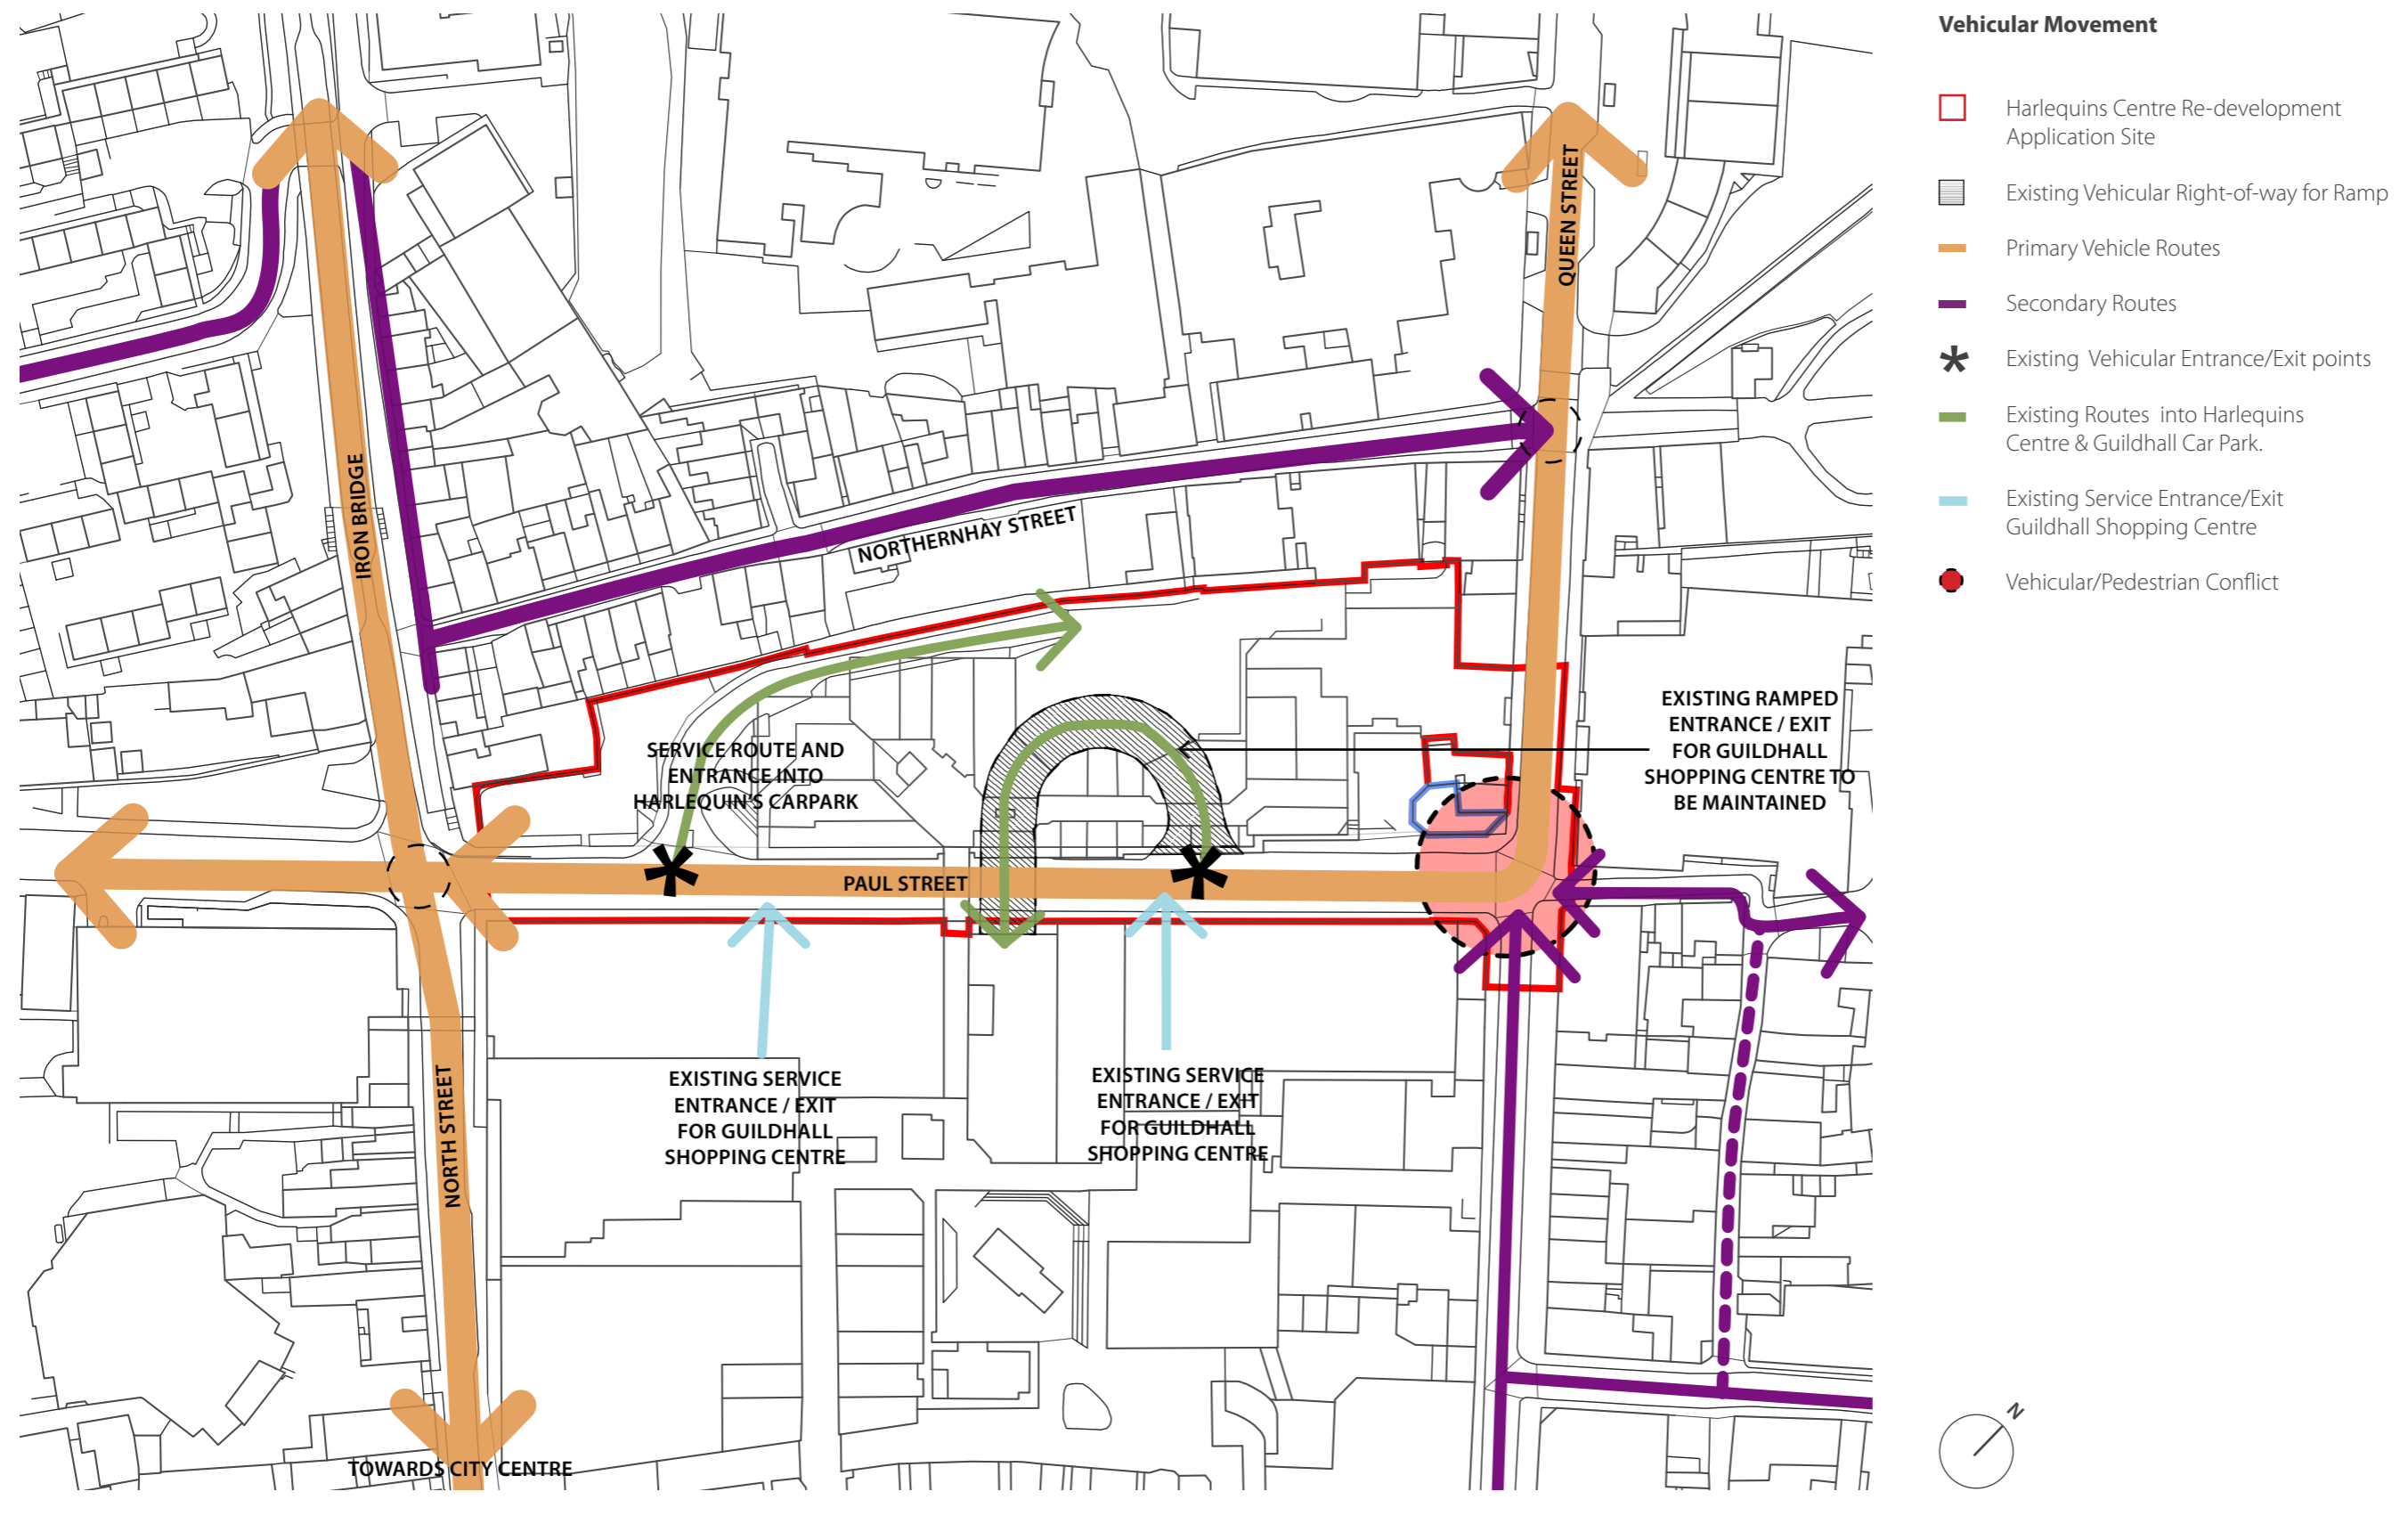 Vehicular Movement
Harlequins Centre Re-development
Application Site
Existing Vehicular Right-of-way for Ramp
Primary Vehicle Routes
Secondary Routes
Existing Vehicular Entrance/Exit points
Existing Routes into Harlequins
Centre & Guildhall Car Park.
Existing Service Entrance/Exit
Guildhall Shopping Centre
Vehicular/Pedestrian Conflict
QUEEN STREET
IRON BRIDGE
NORTHERNHAY STREET
EXISTING RAMPED
ENTRANCE / EXIT
FOR GUILDHALL
SHOPPING CENTRE TO
BE MAINTAINED
SERVICE ROUTE AND
ENTRANCE INTO
HARLEQUIN'S CARPARK
PAUL STREET
EXISTING SERVICE
ENTRANCE / EXIT
FOR GUILDHALL
SHOPPING CENTRE
EXISTING SERVICE
ENTRANCE / EXIT
FOR GUILDHALL
SHOPPING CENTRE
NORTH STREET
TOWARDS CITY CENTRE
N